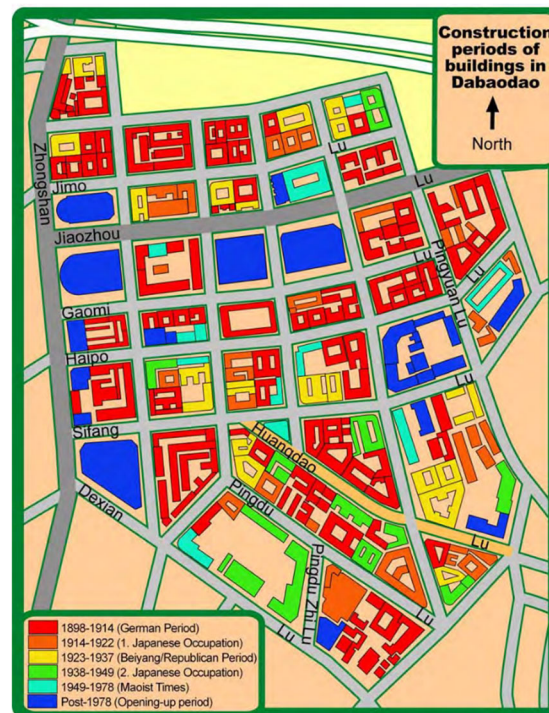 Construction
periods of
buildings in
Dabaodao
North
Zhongshan
Jimo
Lu
Jiaozhou
Lu
Gaomi
Lu
Pingyuan Lu
Lu
Haipo
Lu
Sifang
Huangdao
Lu
Dexian
Lu
Pingdu
Lu
Pingdu Zhi Lu
1898-1914 (German Period)
1914-1922 (1. Japanese Occupation)
1923-1937 (Beiyang/Republican Period)
1938-1949 (2. Japanese Occupation)
1949-1978 (Maoist Times)
Post-1978 (Opening-up period)